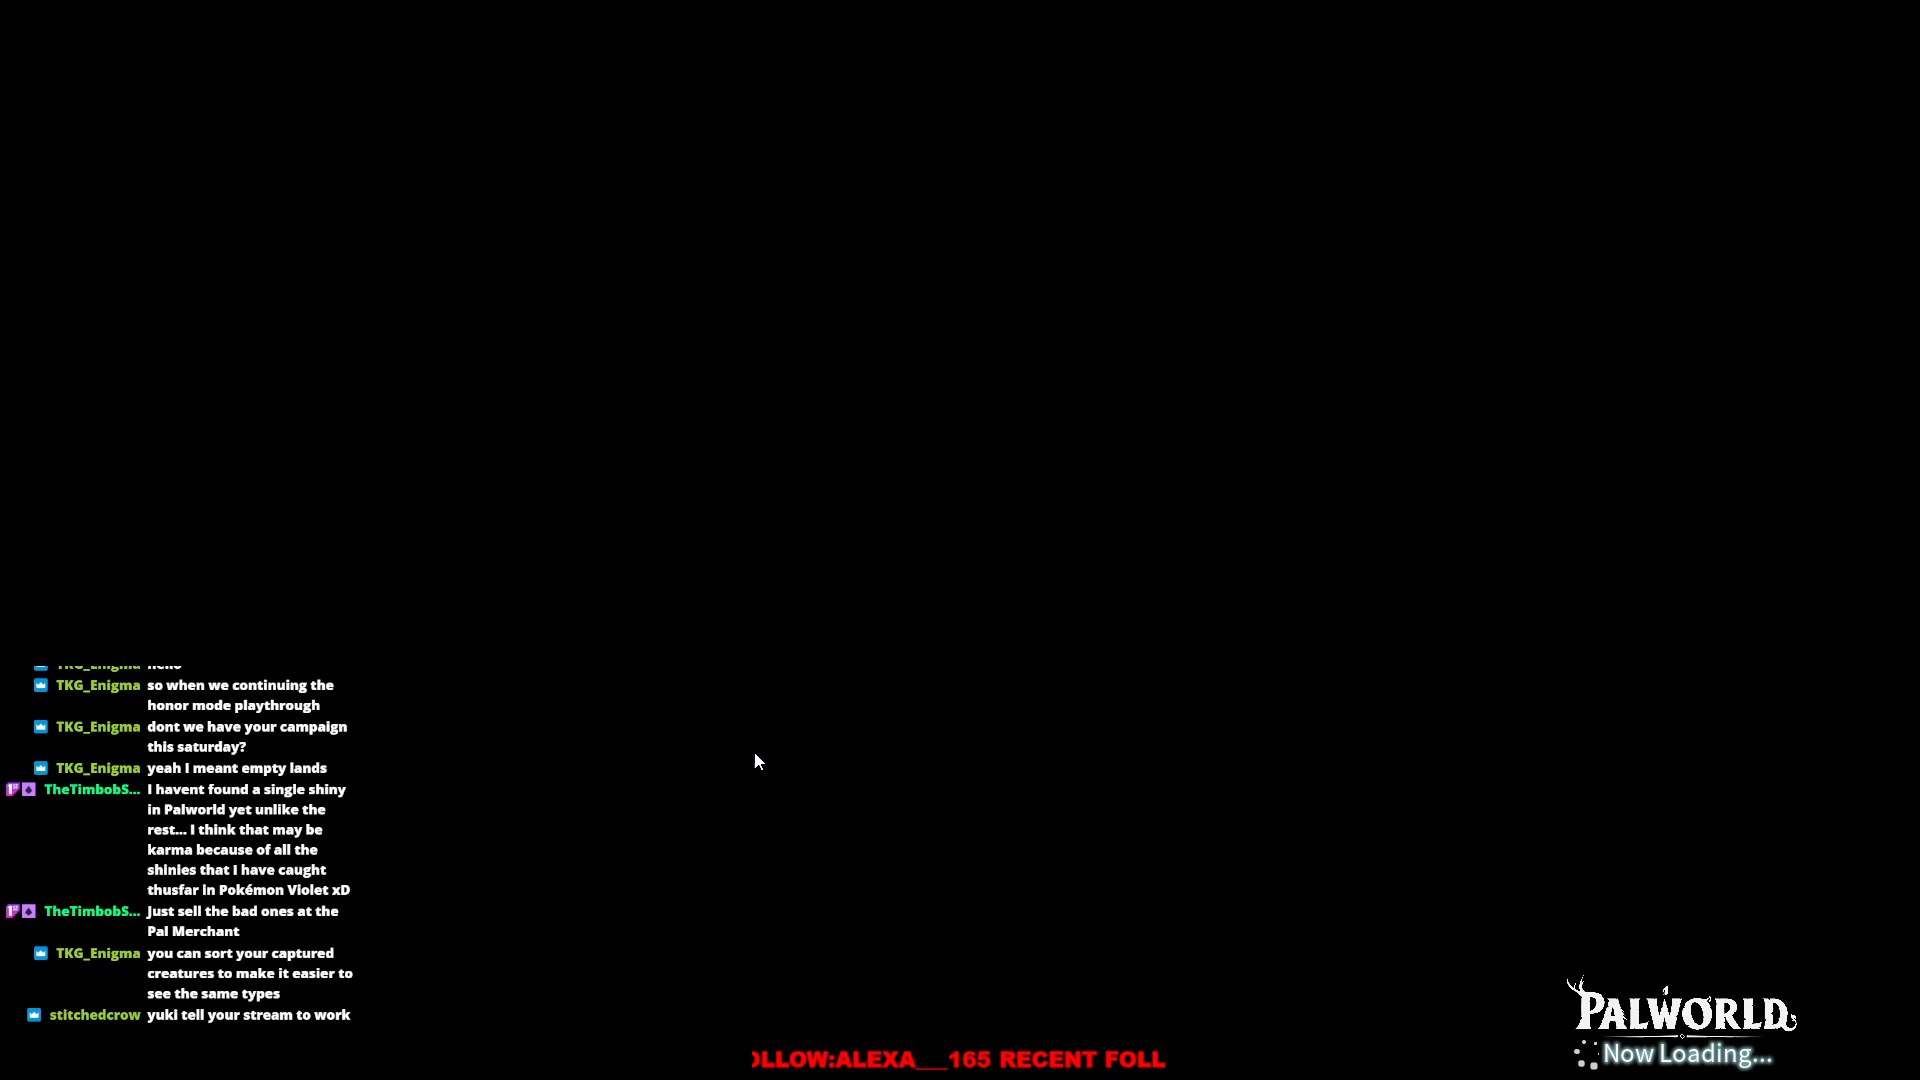 TKG_Enigma hello
TKG_Enigma so when we continuing the
honor mode playthrough
TKG_Enigma dont we have your campaign
this saturday?
TKG_Enigma yeah I meant empty lands
TheTimbobS... I havent found a single shiny
in Palworld yet unlike the
rest... I think that may be
karma because of all the
shinies that I have caught
thusfar in Pokémon Violet xD
TheTimbobS... Just sell the bad ones at the
Pal Merchant
TKG_Enigma you can sort your captured
creatures to make it easier to
see the same types
stitchedcrow yuki tell your stream to work
OLLOW:ALEXA___165 RECENT FOLL
PALWORLD
Now Loading...